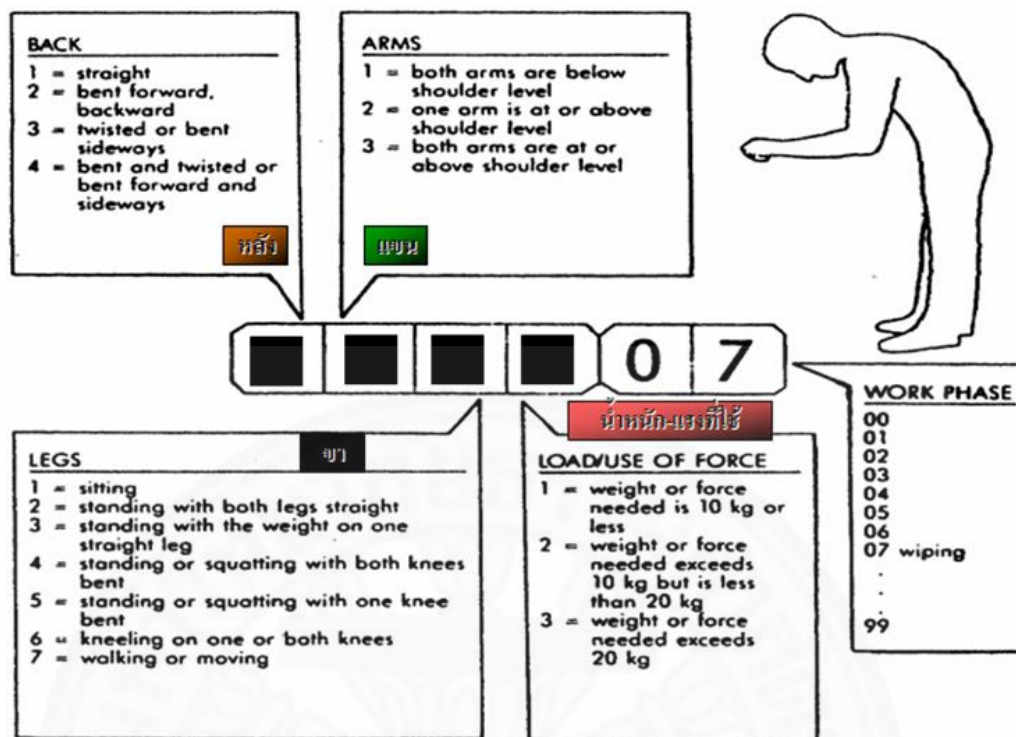 BACK
1 = straight
2 = bent forward,
backward
3 = twisted or bent
sideways
4 = bent and twisted or
bent forward and
sideways
หลัง
ARMS
1 = both arms are below
shoulder level
2 = one arm is at or above
shoulder level
3 = both arms are at or
above shoulder level
แขน
0 7
LEGS
ขา
1 = sitting
2 = standing with both legs straight
3 = standing with the weight on one
straight leg
4 = standing or squatting with both knees
bent
5 = standing or squatting with one knee
bent
6 = kneeling on one or both knees
7 = walking or moving
น้ำหนัก-แรงที่ใช้
LOAD/USE OF FORCE
1 = weight or force
needed is 10 kg or
less
2 = weight or force
needed exceeds
10 kg but is less
than 20 kg
3 = weight or force
needed exceeds
20 kg
WORK PHASE
00
01
02
03
04
05
06
07 wiping
.
.
.
99